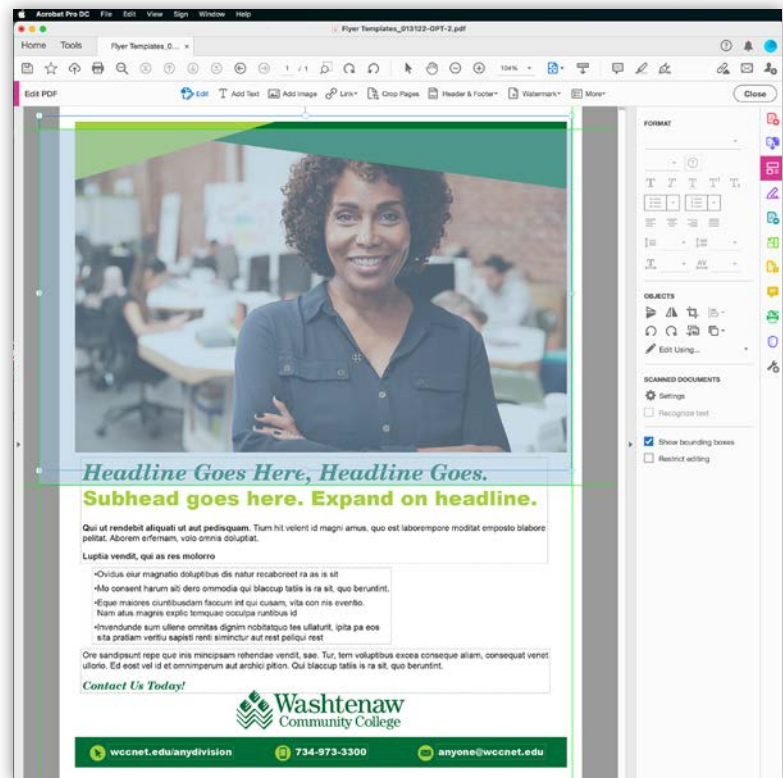 Acrobat Pro DC File Edit View Sign Window Help
Flyer Templates_013122-OPT-2.pdf
Home Tools Flyer Templates_0... ×
1 / 1 104%
Edit PDF Edit Add Text Add Image Link Crop Pages Header & Footer Watermark More Close
FORMAT
OBJECTS
Edit Using...
SCANNED DOCUMENTS
Settings
Recognize text
Show bounding boxes
Restrict editing
Headline Goes Here, Headline Goes.
Subhead goes here. Expand on headline.
Qui ut rendebit aliquati ut aut pedisquam. Tium hit velent id magni amus, quo est laborempore moditat emposto blabore
pelitat. Aborem erfernam, volo omnis doluptiat.
Luptia vendit, qui as res molorro
•Ovidus eiur magnatio doluptibus dis natur recaboreet ra as is sit
•Mo consent harum siti dero ommodia qui blaccup tatiis is ra sit, quo beruntint.
•Eque maiores ciuntibusdam faccum int qui cusam, vita con nis eventio.
Nam atus magnis explic temquae occulpa runtibus id
•Invendunde sum ullene omnitas dignim nobitatquo tes ullaturit, ipita pa eos
sita pratiam veritiu sapisti renti siminctur aut rest peliqui rest
Ore sandipsunt repe que inis mincipsam rehendae vendit, sae. Tur, tem voluptibus excea conseque aliam, consequat venet
ullorio. Ed eost vel id et omnimperum aut archici pition. Qui blaccup tatiis is ra sit, quo beruntint.
Contact Us Today!
Washtenaw
Community College
wccnet.edu/anydivision 734-973-3300 anyone@wccnet.edu